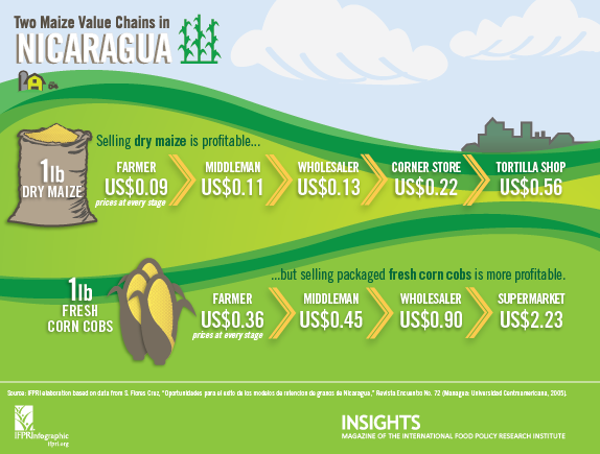 Two Maize Value Chains in
NICARAGUA
Selling dry maize is profitable...
1lb
DRY MAIZE
FARMER
US$0.09
prices at every stage
MIDDLEMAN
US$0.11
WHOLESALER
US$0.13
CORNER STORE
US$0.22
TORTILLA SHOP
US$0.56
...but selling packaged fresh corn cobs is more profitable.
1lb
FRESH
CORN COBS
FARMER
US$0.36
prices at every stage
MIDDLEMAN
US$0.45
WHOLESALER
US$0.90
SUPERMARKET
US$2.23
Source: IFPRI elaboration based on data from S. Flores Cruz, "Oportunidades para el exito de los modelos de retencion de granos de Nicaragua," Revista Encuentro No. 72 (Managua: Universidad Centroamericana, 2005).
IFPRInfographic
ifpri.org
INSIGHTS
MAGAZINE OF THE INTERNATIONAL FOOD POLICY RESEARCH INSTITUTE